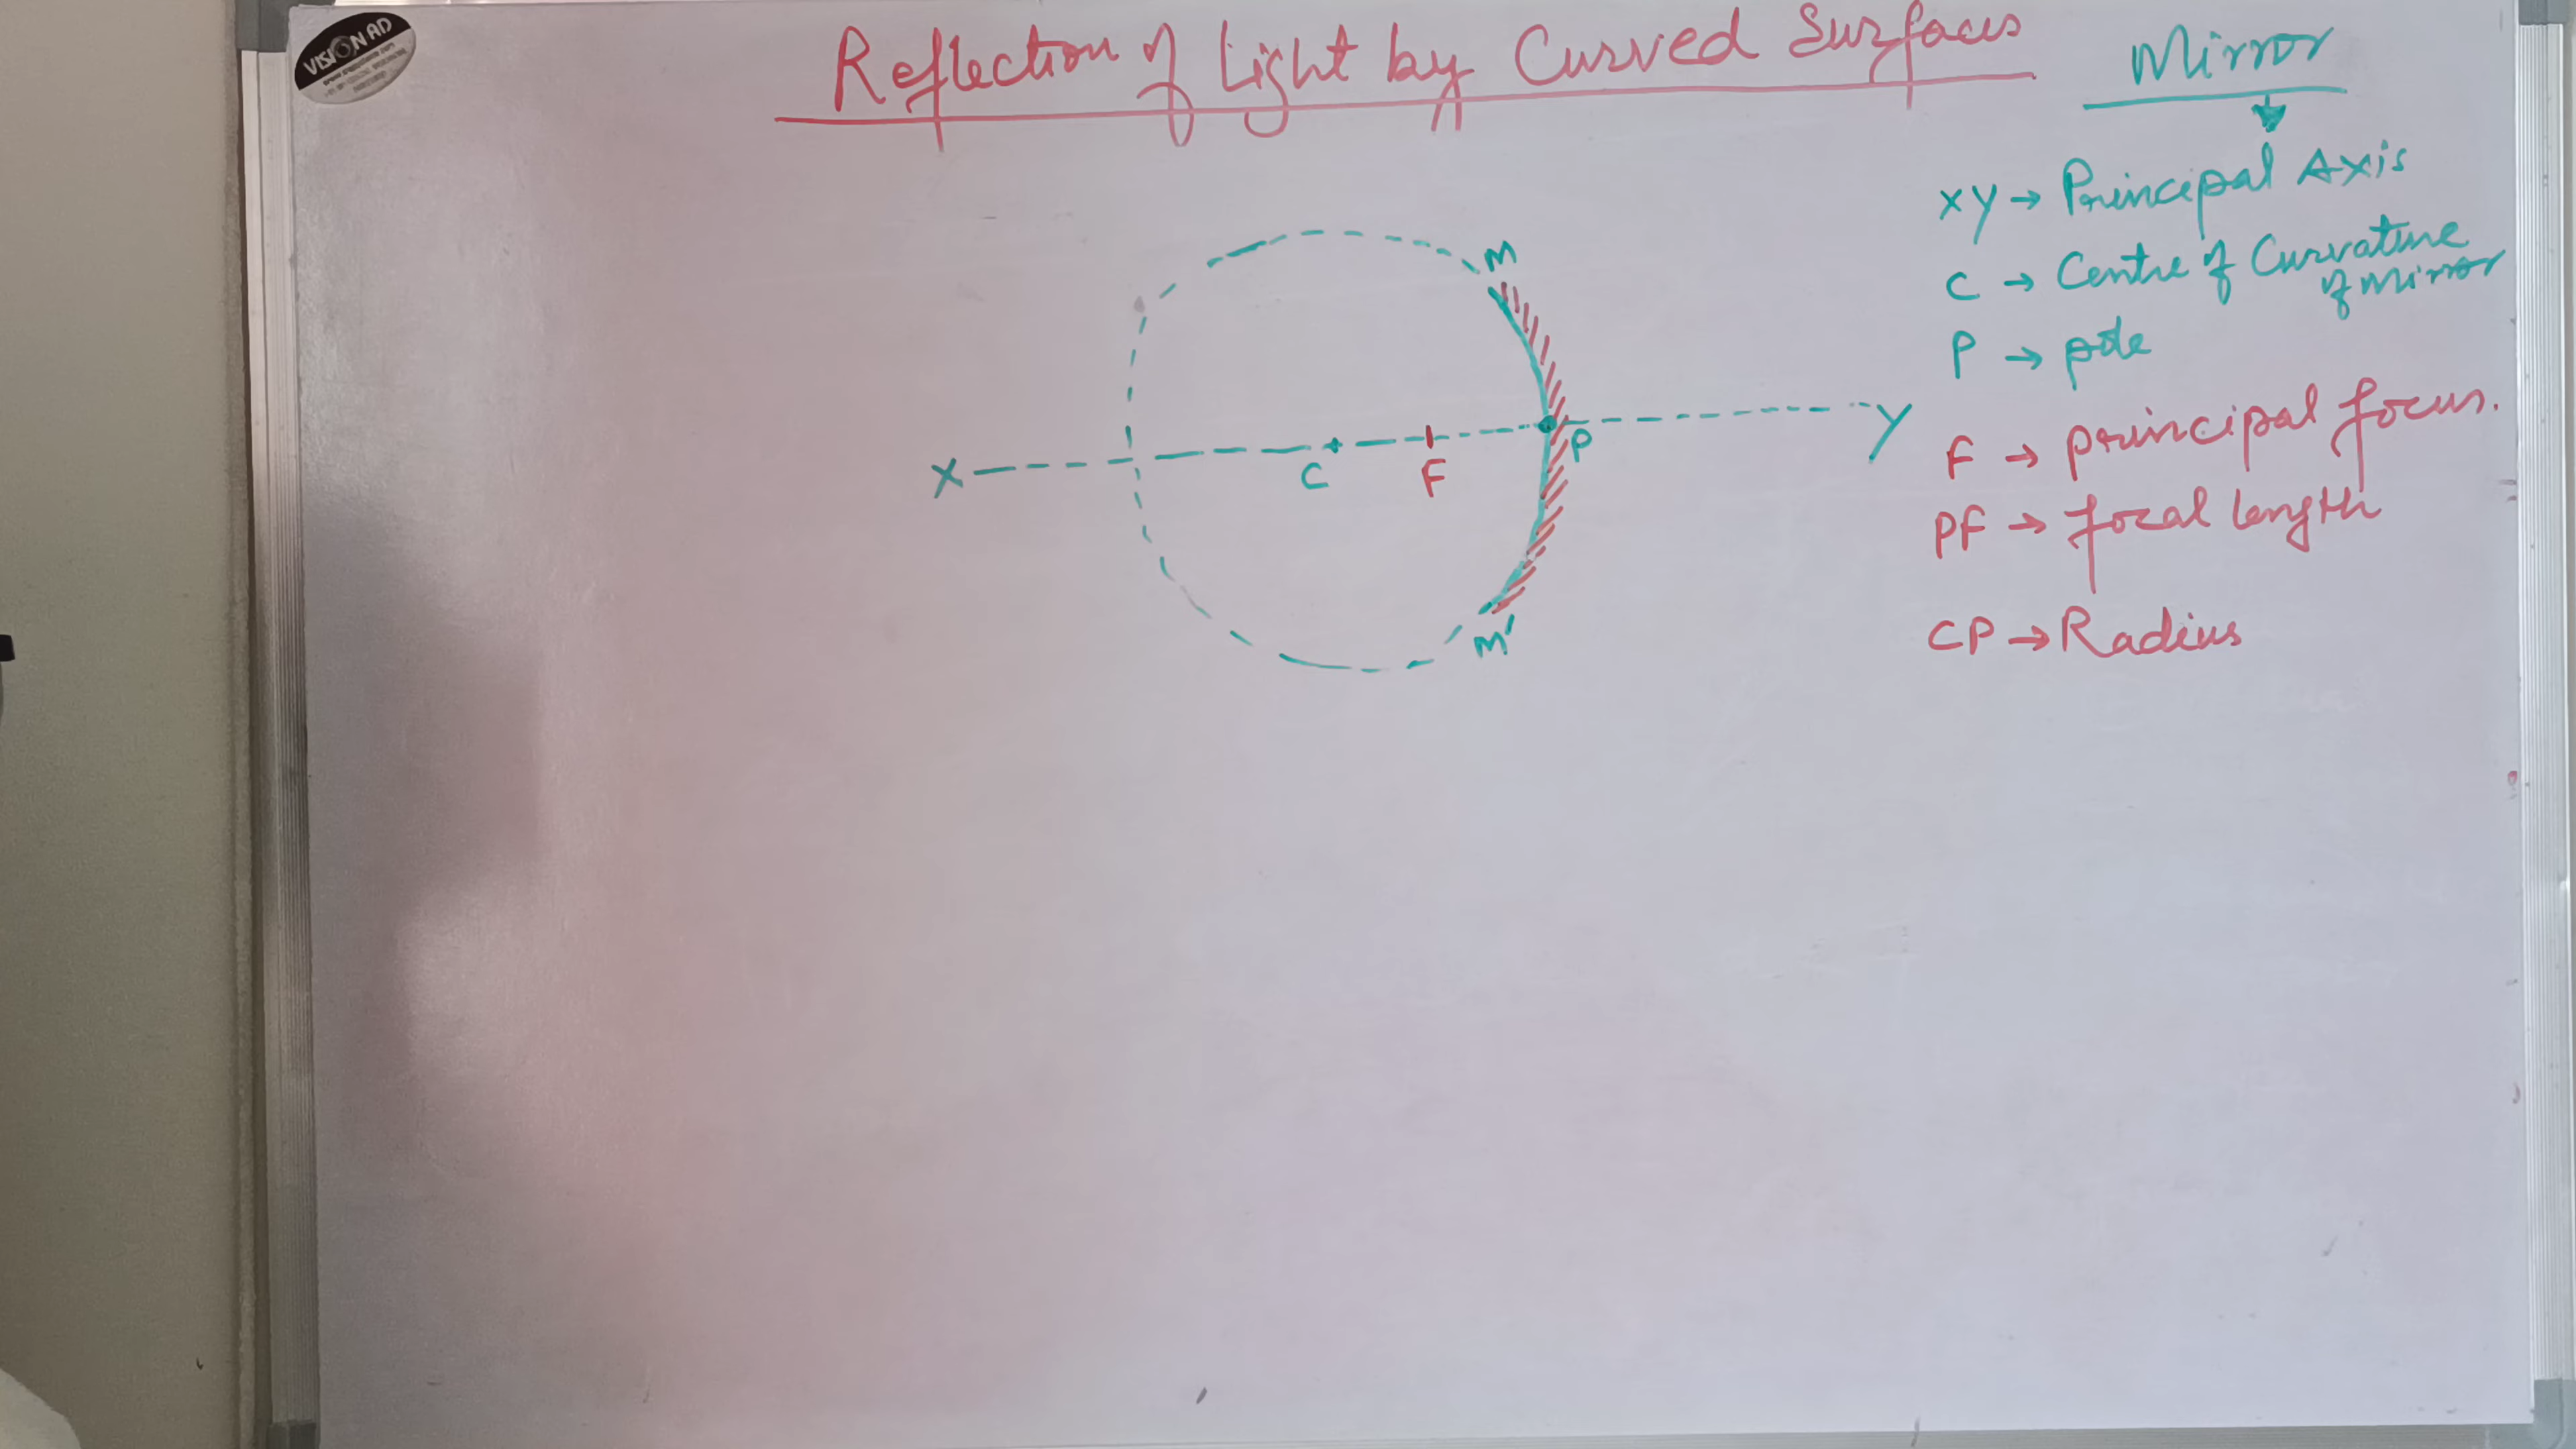 VISION AD
Reflection of Light by Curved Surfaces
Mirror
XY → Principal Axis
C → Centre of Curvature
of Mirror
P → pole
F → principal focus.
PF → focal length
CP → Radius
M
X
C
F
P
Y
M'